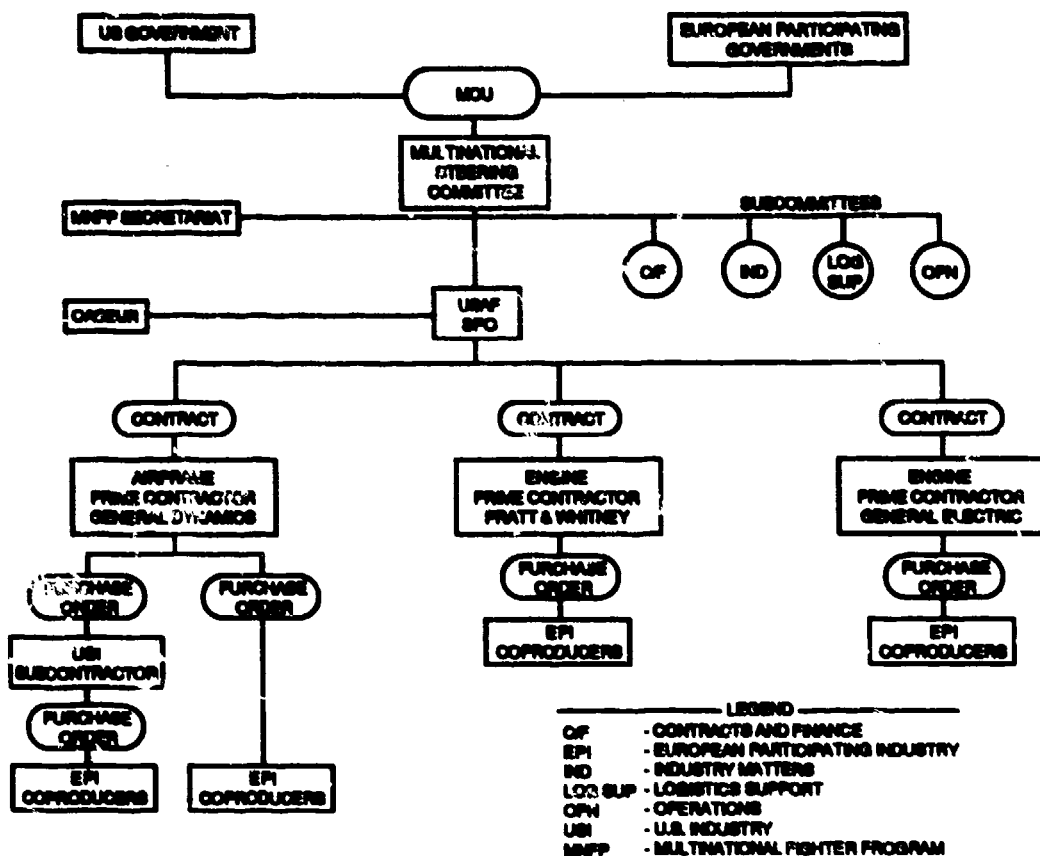 US GOVERNMENT
EUROPEAN PARTICIPATING
GOVERNMENTS
MOU
MULTINATIONAL
STEERING
COMMITTEE
MNFP SECRETARIAT
SUBCOMMITTEES
C/F
IND
LOG
SUP
OPN
USAF
SPO
CONTRACT
CONTRACT
CONTRACT
AIRFRAME
PRIME CONTRACTOR
GENERAL DYNAMICS
ENGINE
PRIME CONTRACTOR
PRATT & WHITNEY
ENGINE
PRIME CONTRACTOR
GENERAL ELECTRIC
PURCHASE
ORDER
PURCHASE
ORDER
PURCHASE
ORDER
PURCHASE
ORDER
USI
SUBCONTRACTOR
EPI
COPRODUCERS
EPI
COPRODUCERS
PURCHASE
ORDER
EPI
COPRODUCERS
EPI
COPRODUCERS
LEGEND
C/F - CONTRACTS AND FINANCE
EPI - EUROPEAN PARTICIPATING INDUSTRY
IND - INDUSTRY MATTERS
LOG SUP - LOGISTICS SUPPORT
OPN - OPERATIONS
USI - U.S. INDUSTRY
MNFP - MULTINATIONAL FIGHTER PROGRAM